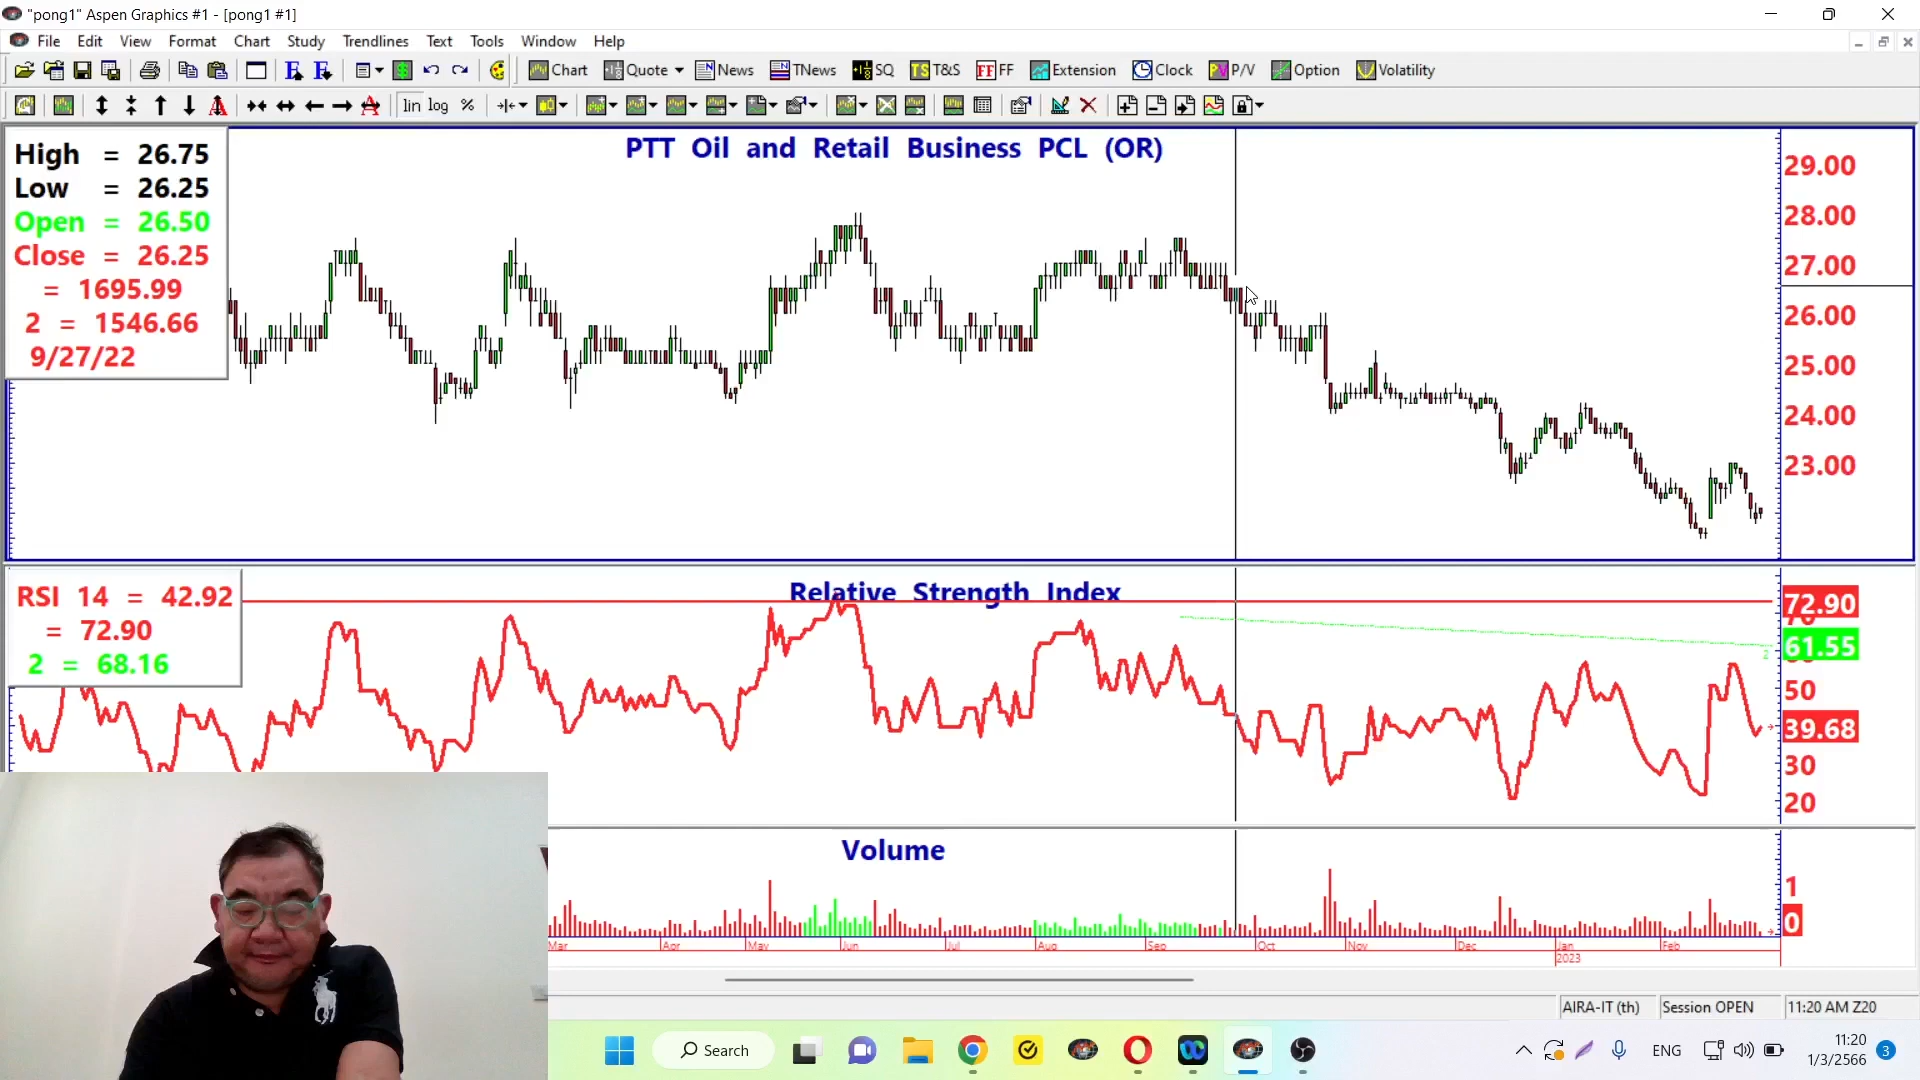 "pong1" Aspen Graphics #1 - [pong1 #1]
File Edit View Format Chart Study Trendlines Text Tools Window Help
Chart Quote News TNews SQ T&S FF Extension Clock P/V Option Volatility
lin log %
PTT Oil and Retail Business PCL (OR)
High = 26.75
Low = 26.25
Open = 26.50
Close = 26.25
= 1695.99
2 = 1546.66
9/27/22
29.00
28.00
27.00
26.00
25.00
24.00
23.00
Relative Strength Index
RSI 14 = 42.92
= 72.90
2 = 68.16
72.90
61.55
2
50
39.68
30
20
Volume
1
0
Mar Apr May Jun Jul Aug Sep Oct Nov Dec Jan Feb
2023
AIRA-IT (th) Session OPEN 11:20 AM Z20
Search
ENG
11:20
1/3/2566
3